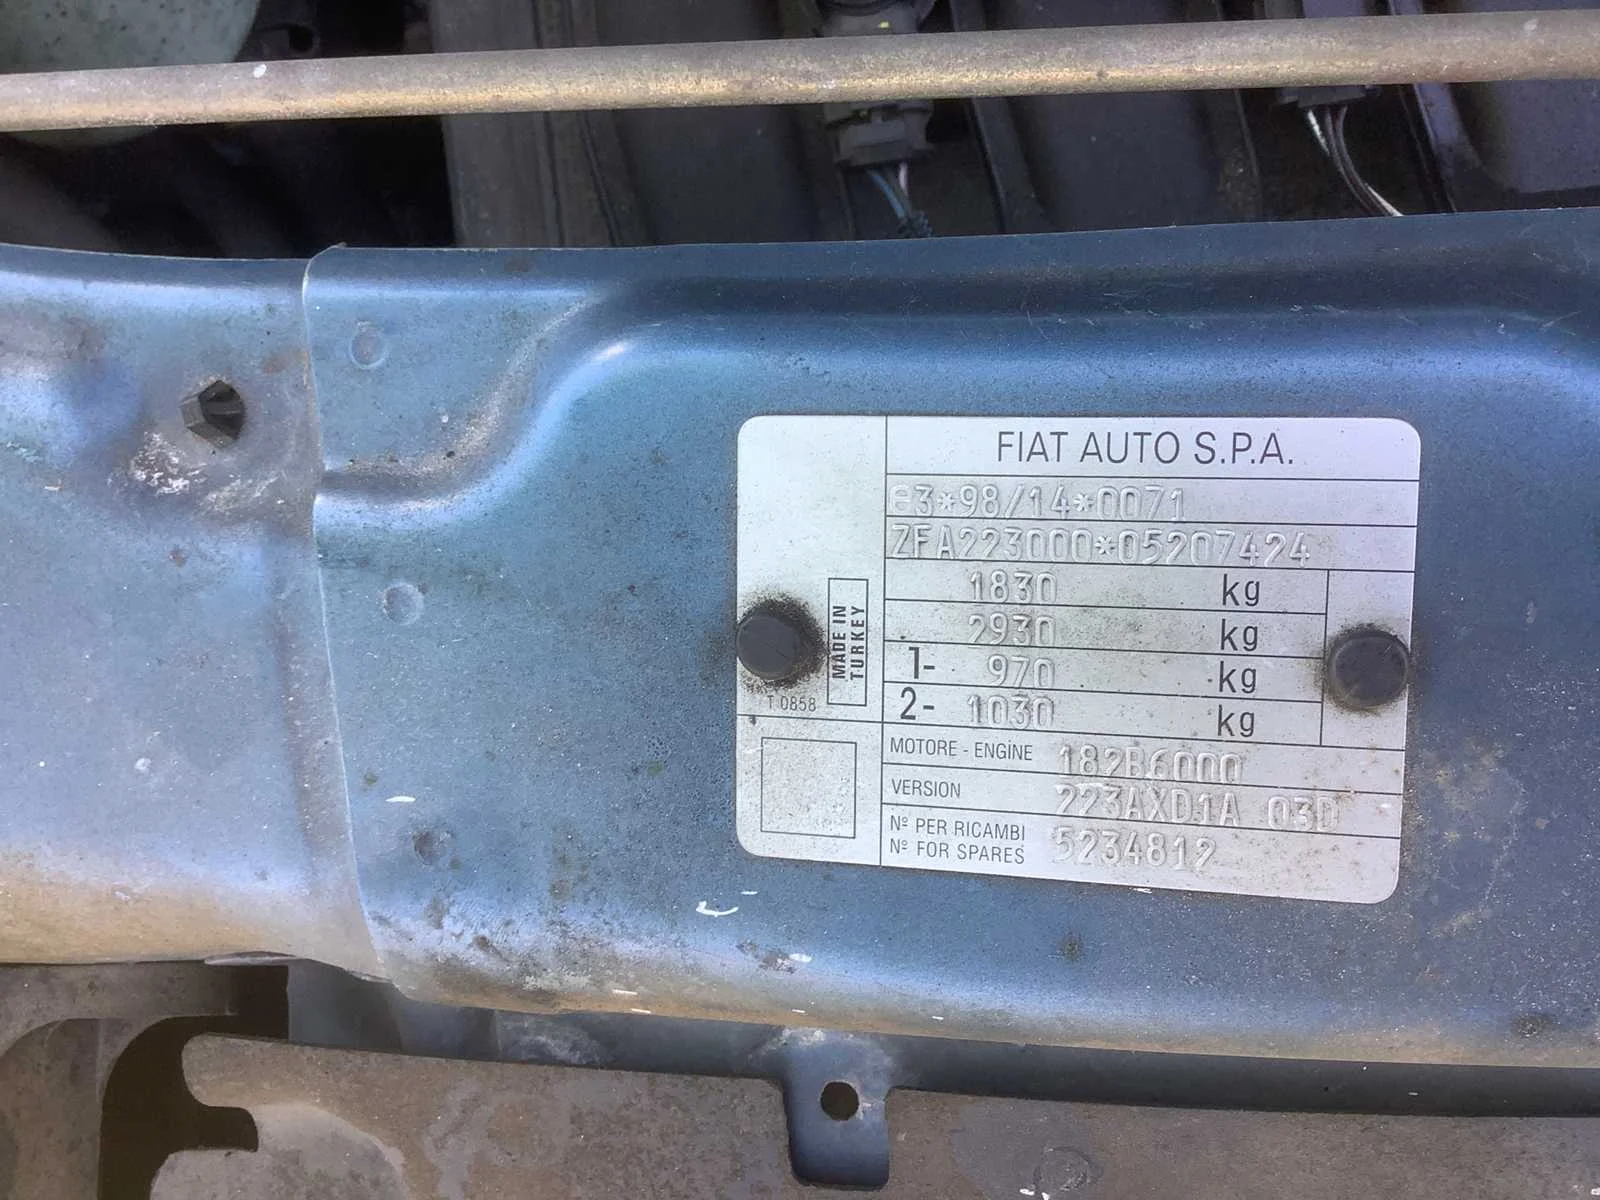 FIAT AUTO S.P.A.
e3*98/14*0071
ZFA223000*05207424
1830 kg
2930 kg
1- 970 kg
2- 1030 kg
MADE IN
TURKEY
T 0858
MOTORE - ENGINE 182B6000
VERSION 223AXD1A 03D
Nº PER RICAMBI
Nº FOR SPARES 5234812